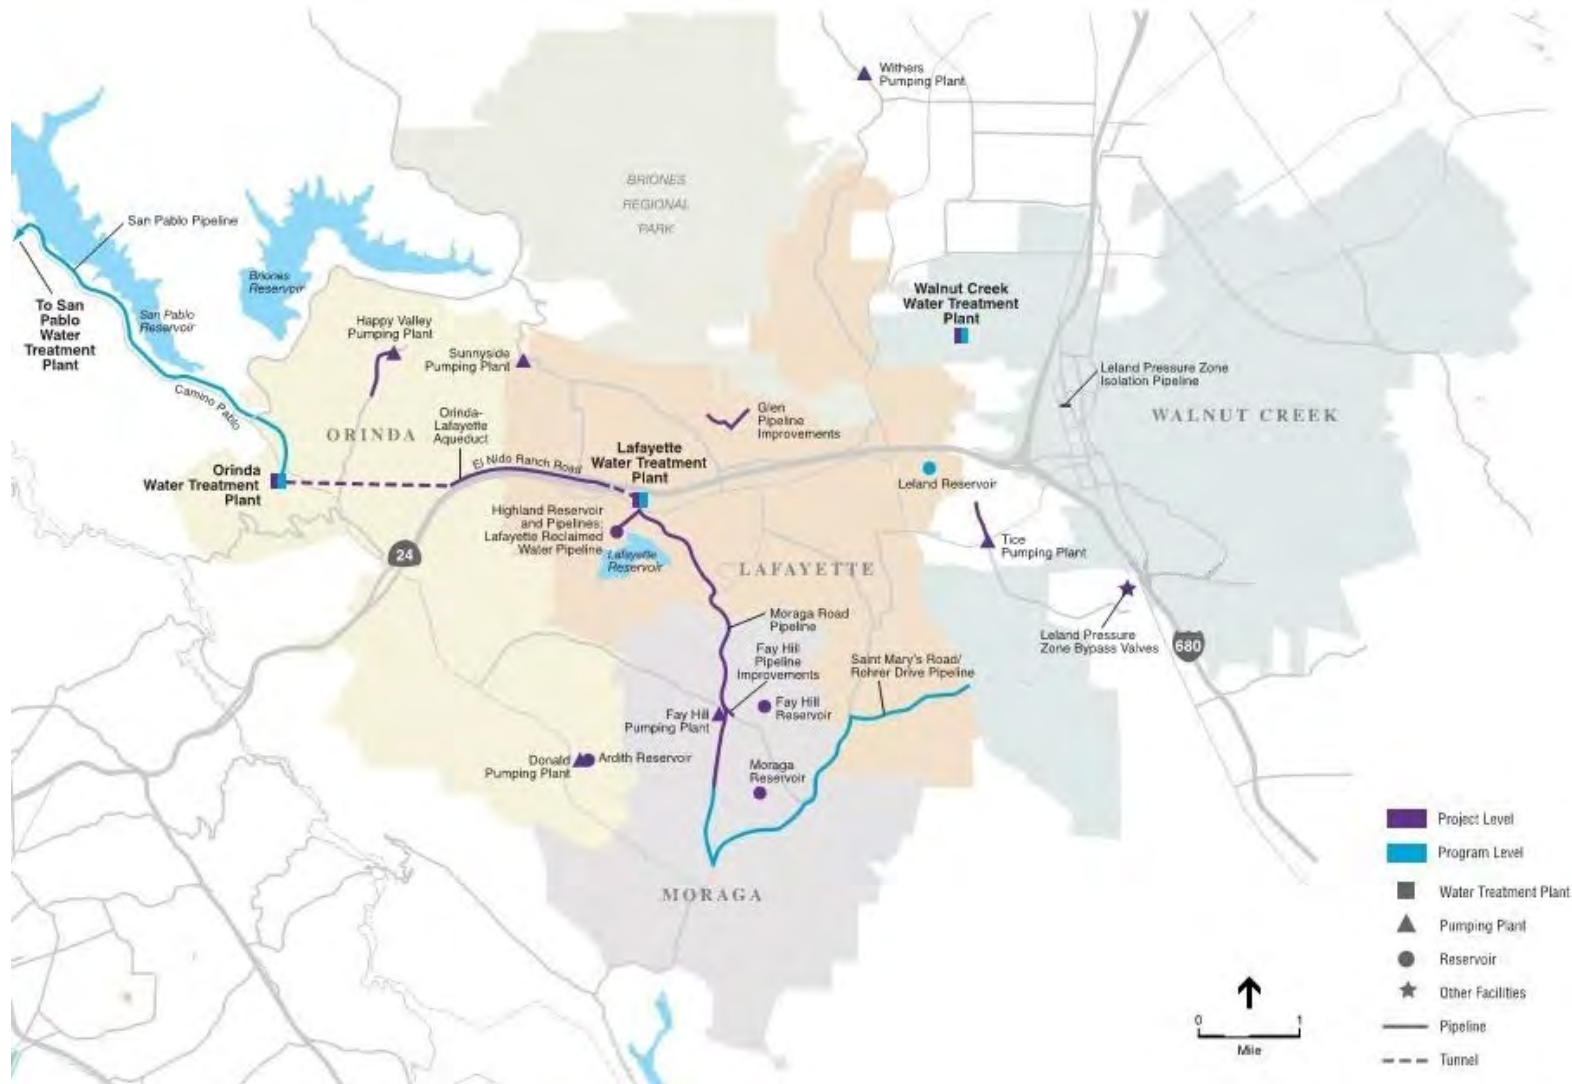 Withers
Pumping Plant
BRIONES
REGIONAL
PARK
San Pablo Pipeline
Briones
Reservoir
To San
Pablo
Water
Treatment
Plant
San Pablo
Reservoir
Happy Valley
Pumping Plant
Sunnyside
Pumping Plant
Walnut Creek
Water Treatment
Plant
Leland Pressure Zone
Isolation Pipeline
Camino Pablo
ORINDA
Orinda-
Lafayette
Aqueduct
Glen
Pipeline
Improvements
WALNUT CREEK
El Nido Ranch Road
Lafayette
Water Treatment
Plant
Orinda
Water Treatment
Plant
Leland Reservoir
Highland Reservoir
and Pipelines;
Lafayette Reclaimed
Water Pipeline
Lafayette
Reservoir
24
Tice
Pumping Plant
LAFAYETTE
Moraga Road
Pipeline
Leland Pressure
Zone Bypass Valves
680
Fay Hill
Pipeline
Improvements
Saint Mary's Road/
Rohrer Drive Pipeline
Fay Hill
Pumping Plant
Fay Hill
Reservoir
Donald
Pumping Plant
Ardith Reservoir
Moraga
Reservoir
MORAGA
Project Level
Program Level
Water Treatment Plant
Pumping Plant
Reservoir
Other Facilities
Pipeline
Tunnel
0 1
Mile